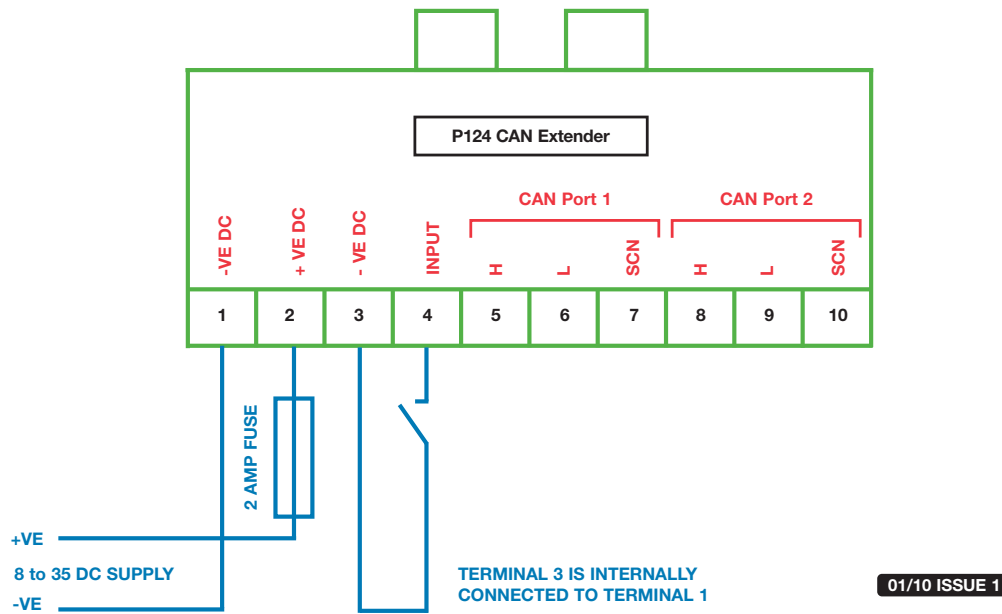 P124 CAN Extender
CAN Port 1
CAN Port 2
-VE DC
+ VE DC
- VE DC
INPUT
H
L
SCN
H
L
SCN
1 2 3 4 5 6 7 8 9 10
2 AMP FUSE
+VE
8 to 35 DC SUPPLY
-VE
TERMINAL 3 IS INTERNALLY
CONNECTED TO TERMINAL 1
01/10 ISSUE 1